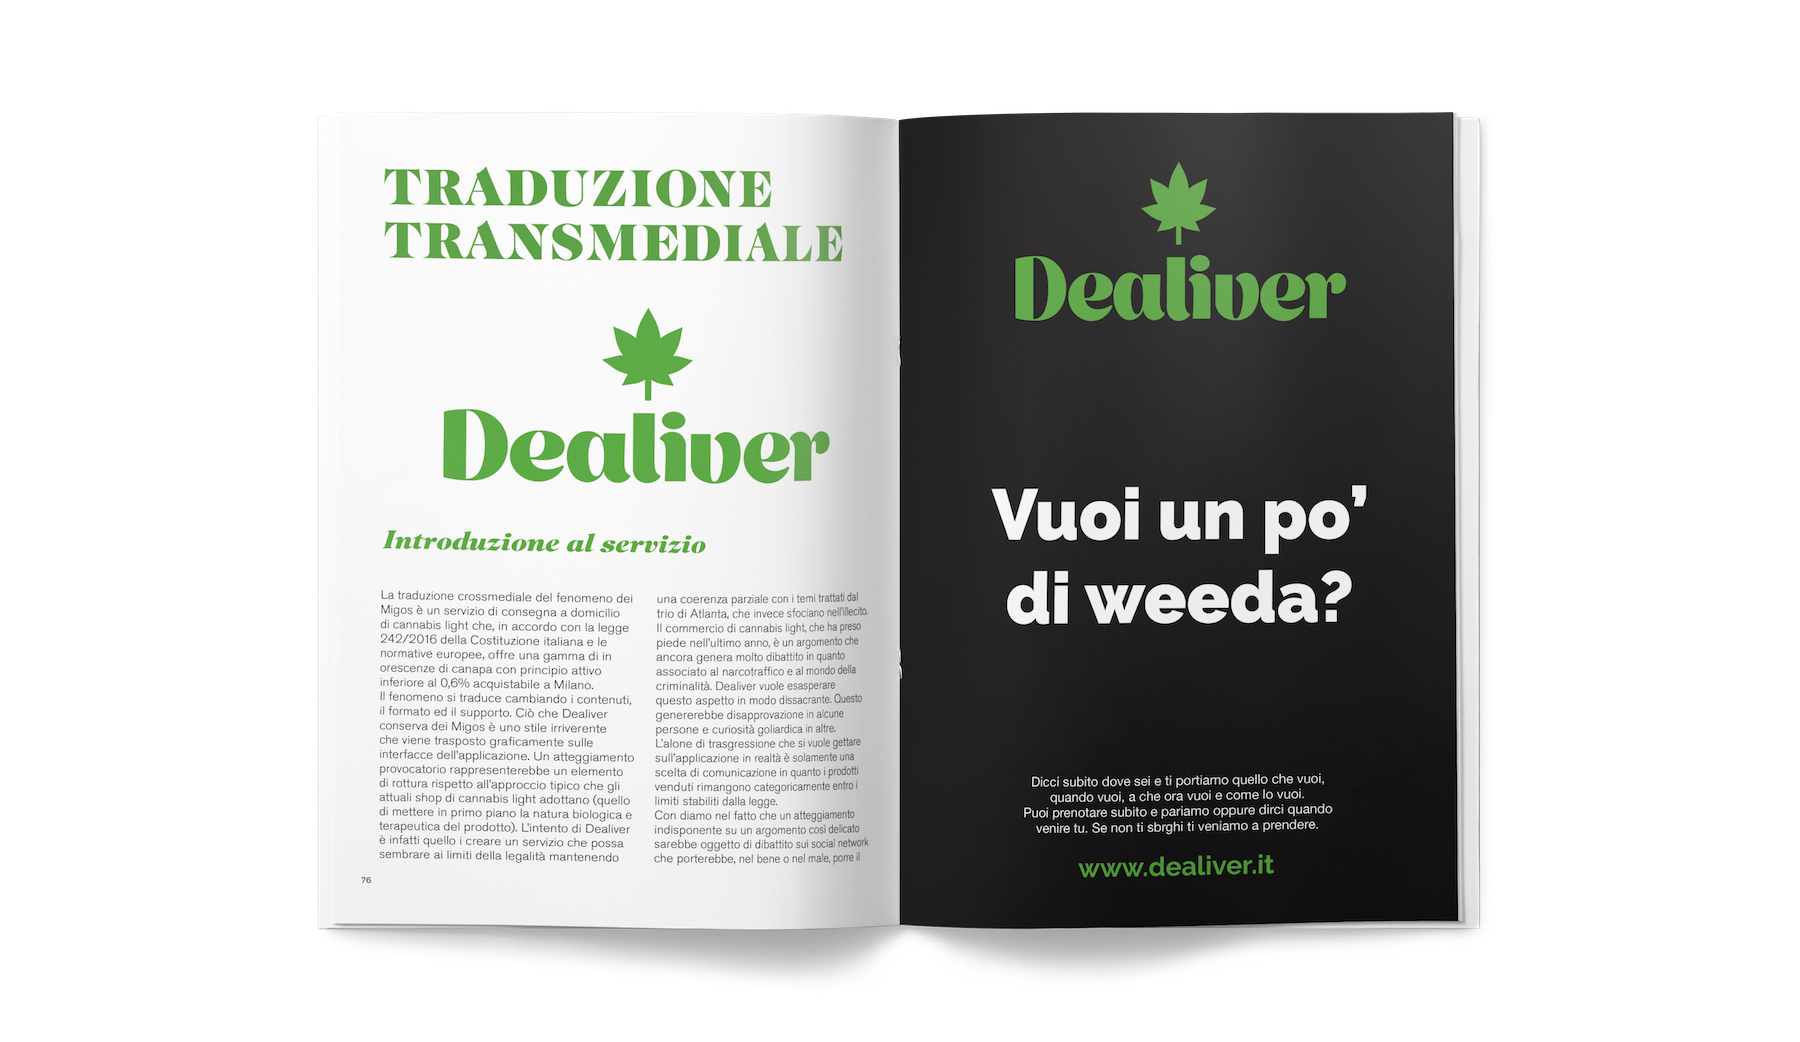 TRADUZIONE
TRANSMEDIALE
Dealiver
Introduzione al servizio
La traduzione crossmediale del fenomeno dei
Migos è un servizio di consegna a domicilio
di cannabis light che, in accordo con la legge
242/2016 della Costituzione italiana e le
normative europee, offre una gamma di in
orescenze di canapa con principio attivo
inferiore al 0,6% acquistabile a Milano.
Il fenomeno si traduce cambiando i contenuti,
il formato ed il supporto. Ciò che Dealiver
conserva dei Migos è uno stile irriverente
che viene trasposto graficamente sulle
interfacce dell'applicazione. Un atteggiamento
provocatorio rappresenterebbe un elemento
di rottura rispetto all'approccio tipico che gli
attuali shop di cannabis light adottano (quello
di mettere in primo piano la natura biologica e
terapeutica del prodotto). L'intento di Dealiver
è infatti quello i creare un servizio che possa
sembrare ai limiti della legalità mantenendo
una coerenza parziale con i temi trattati dal
trio di Atlanta, che invece sfociano nell'illecito.
Il commercio di cannabis light, che ha preso
piede nell'ultimo anno, è un argomento che
ancora genera molto dibattito in quanto
associato al narcotraffico e al mondo della
criminalità. Dealiver vuole esasperare
questo aspetto in modo dissacrante. Questo
genererebbe disapprovazione in alcune
persone e curiosità goliardica in altre.
L'alone di trasgressione che si vuole gettare
sull'applicazione in realtà è solamente una
scelta di comunicazione in quanto i prodotti
venduti rimangono categoricamente entro i
limiti stabiliti dalla legge.
Con diamo nel fatto che un atteggiamento
indisponente su un argomento così delicato
sarebbe oggetto di dibattito sui social network
che porterebbe, nel bene o nel male, porre il
76
Dealiver
Vuoi un po'
di weeda?
Dicci subito dove sei e ti portiamo quello che vuoi,
quando vuoi, a che ora vuoi e come lo vuoi.
Puoi prenotare subito e pariamo oppure dirci quando
venire tu. Se non ti sbrghi ti veniamo a prendere.
www.dealiver.it